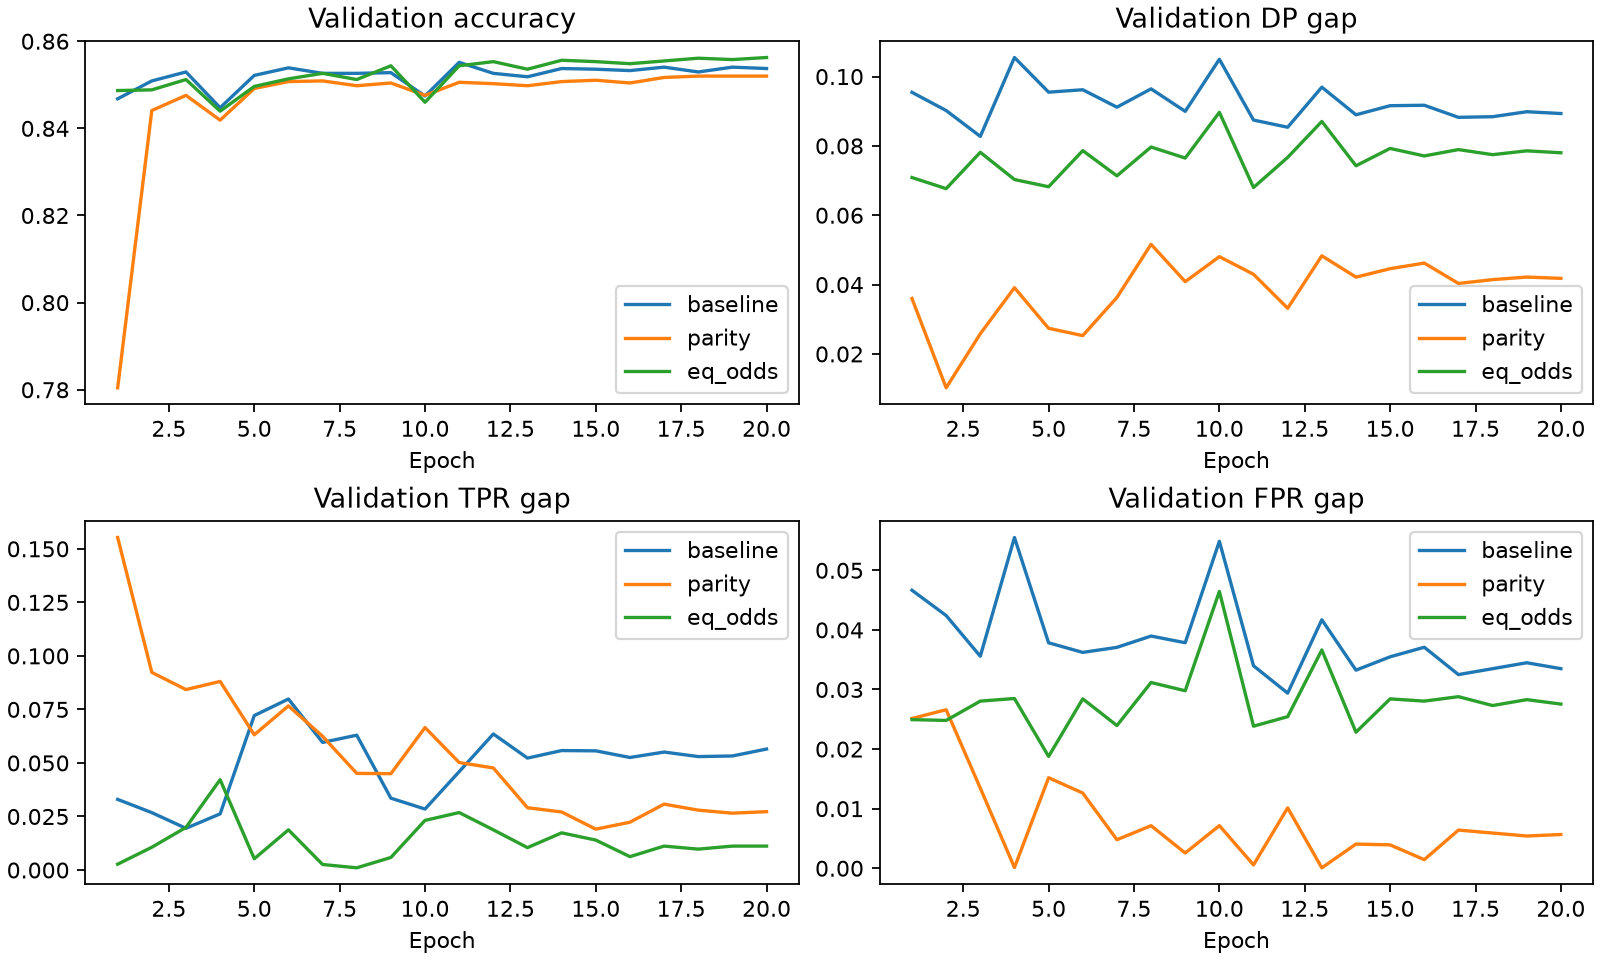 Validation accuracy
0.86
0.84
0.82
0.80
0.78
2.5 5.0 7.5 10.0 12.5 15.0 17.5 20.0
Epoch
baseline
parity
eq_odds
Validation DP gap
0.10
0.08
0.06
0.04
0.02
2.5 5.0 7.5 10.0 12.5 15.0 17.5 20.0
Epoch
baseline
parity
eq_odds
Validation TPR gap
0.150
0.125
0.100
0.075
0.050
0.025
0.000
2.5 5.0 7.5 10.0 12.5 15.0 17.5 20.0
Epoch
baseline
parity
eq_odds
Validation FPR gap
0.05
0.04
0.03
0.02
0.01
0.00
2.5 5.0 7.5 10.0 12.5 15.0 17.5 20.0
Epoch
baseline
parity
eq_odds